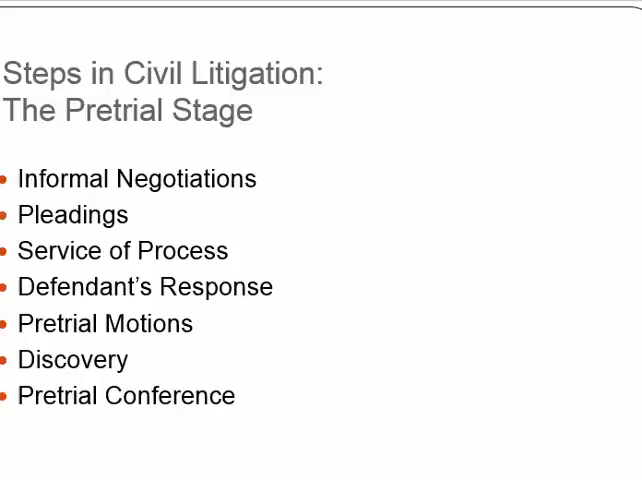 Steps in Civil Litigation:
The Pretrial Stage
• Informal Negotiations
• Pleadings
• Service of Process
• Defendant’s Response
• Pretrial Motions
• Discovery
• Pretrial Conference